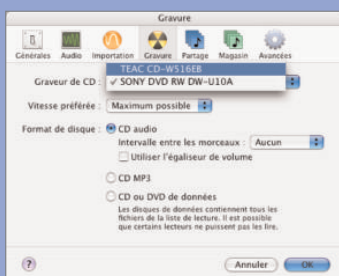 Gravure
Générales Audio Importation Gravure Partage Magasin Avancées
TEAC CD-W516EB
Graveur de CD : ✓ SONY DVD RW DW-U10A
Vitesse préférée : Maximum possible
Format de disque : CD audio
Intervalle entre les morceaux : Aucun
Utiliser l'égaliseur de volume
CD MP3
CD ou DVD de données
Les disques de données contiennent tous les
fichiers de la liste de lecture. Il est possible
que certains lecteurs ne puissent pas les lire.
? Annuler OK